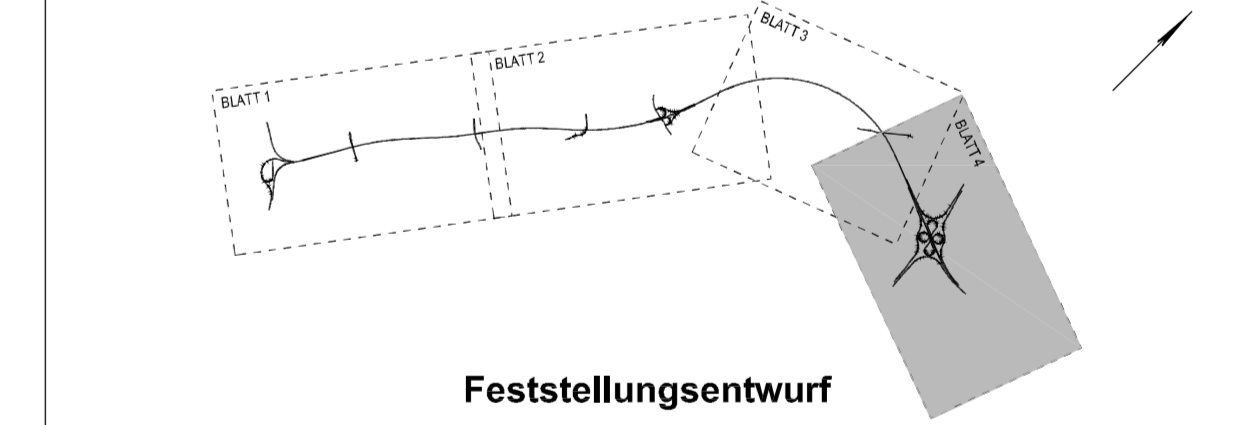 BLATT 1
BLATT 2
BLATT 3
BLATT 4
Feststellungsentwurf